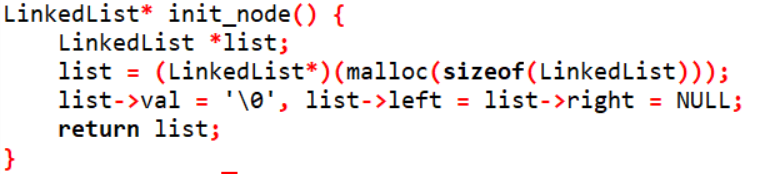 LinkedList* init_node() {
    LinkedList *list;
    list = (LinkedList*)(malloc(sizeof(LinkedList)));
    list->val = '\0', list->left = list->right = NULL;
    return list;
}